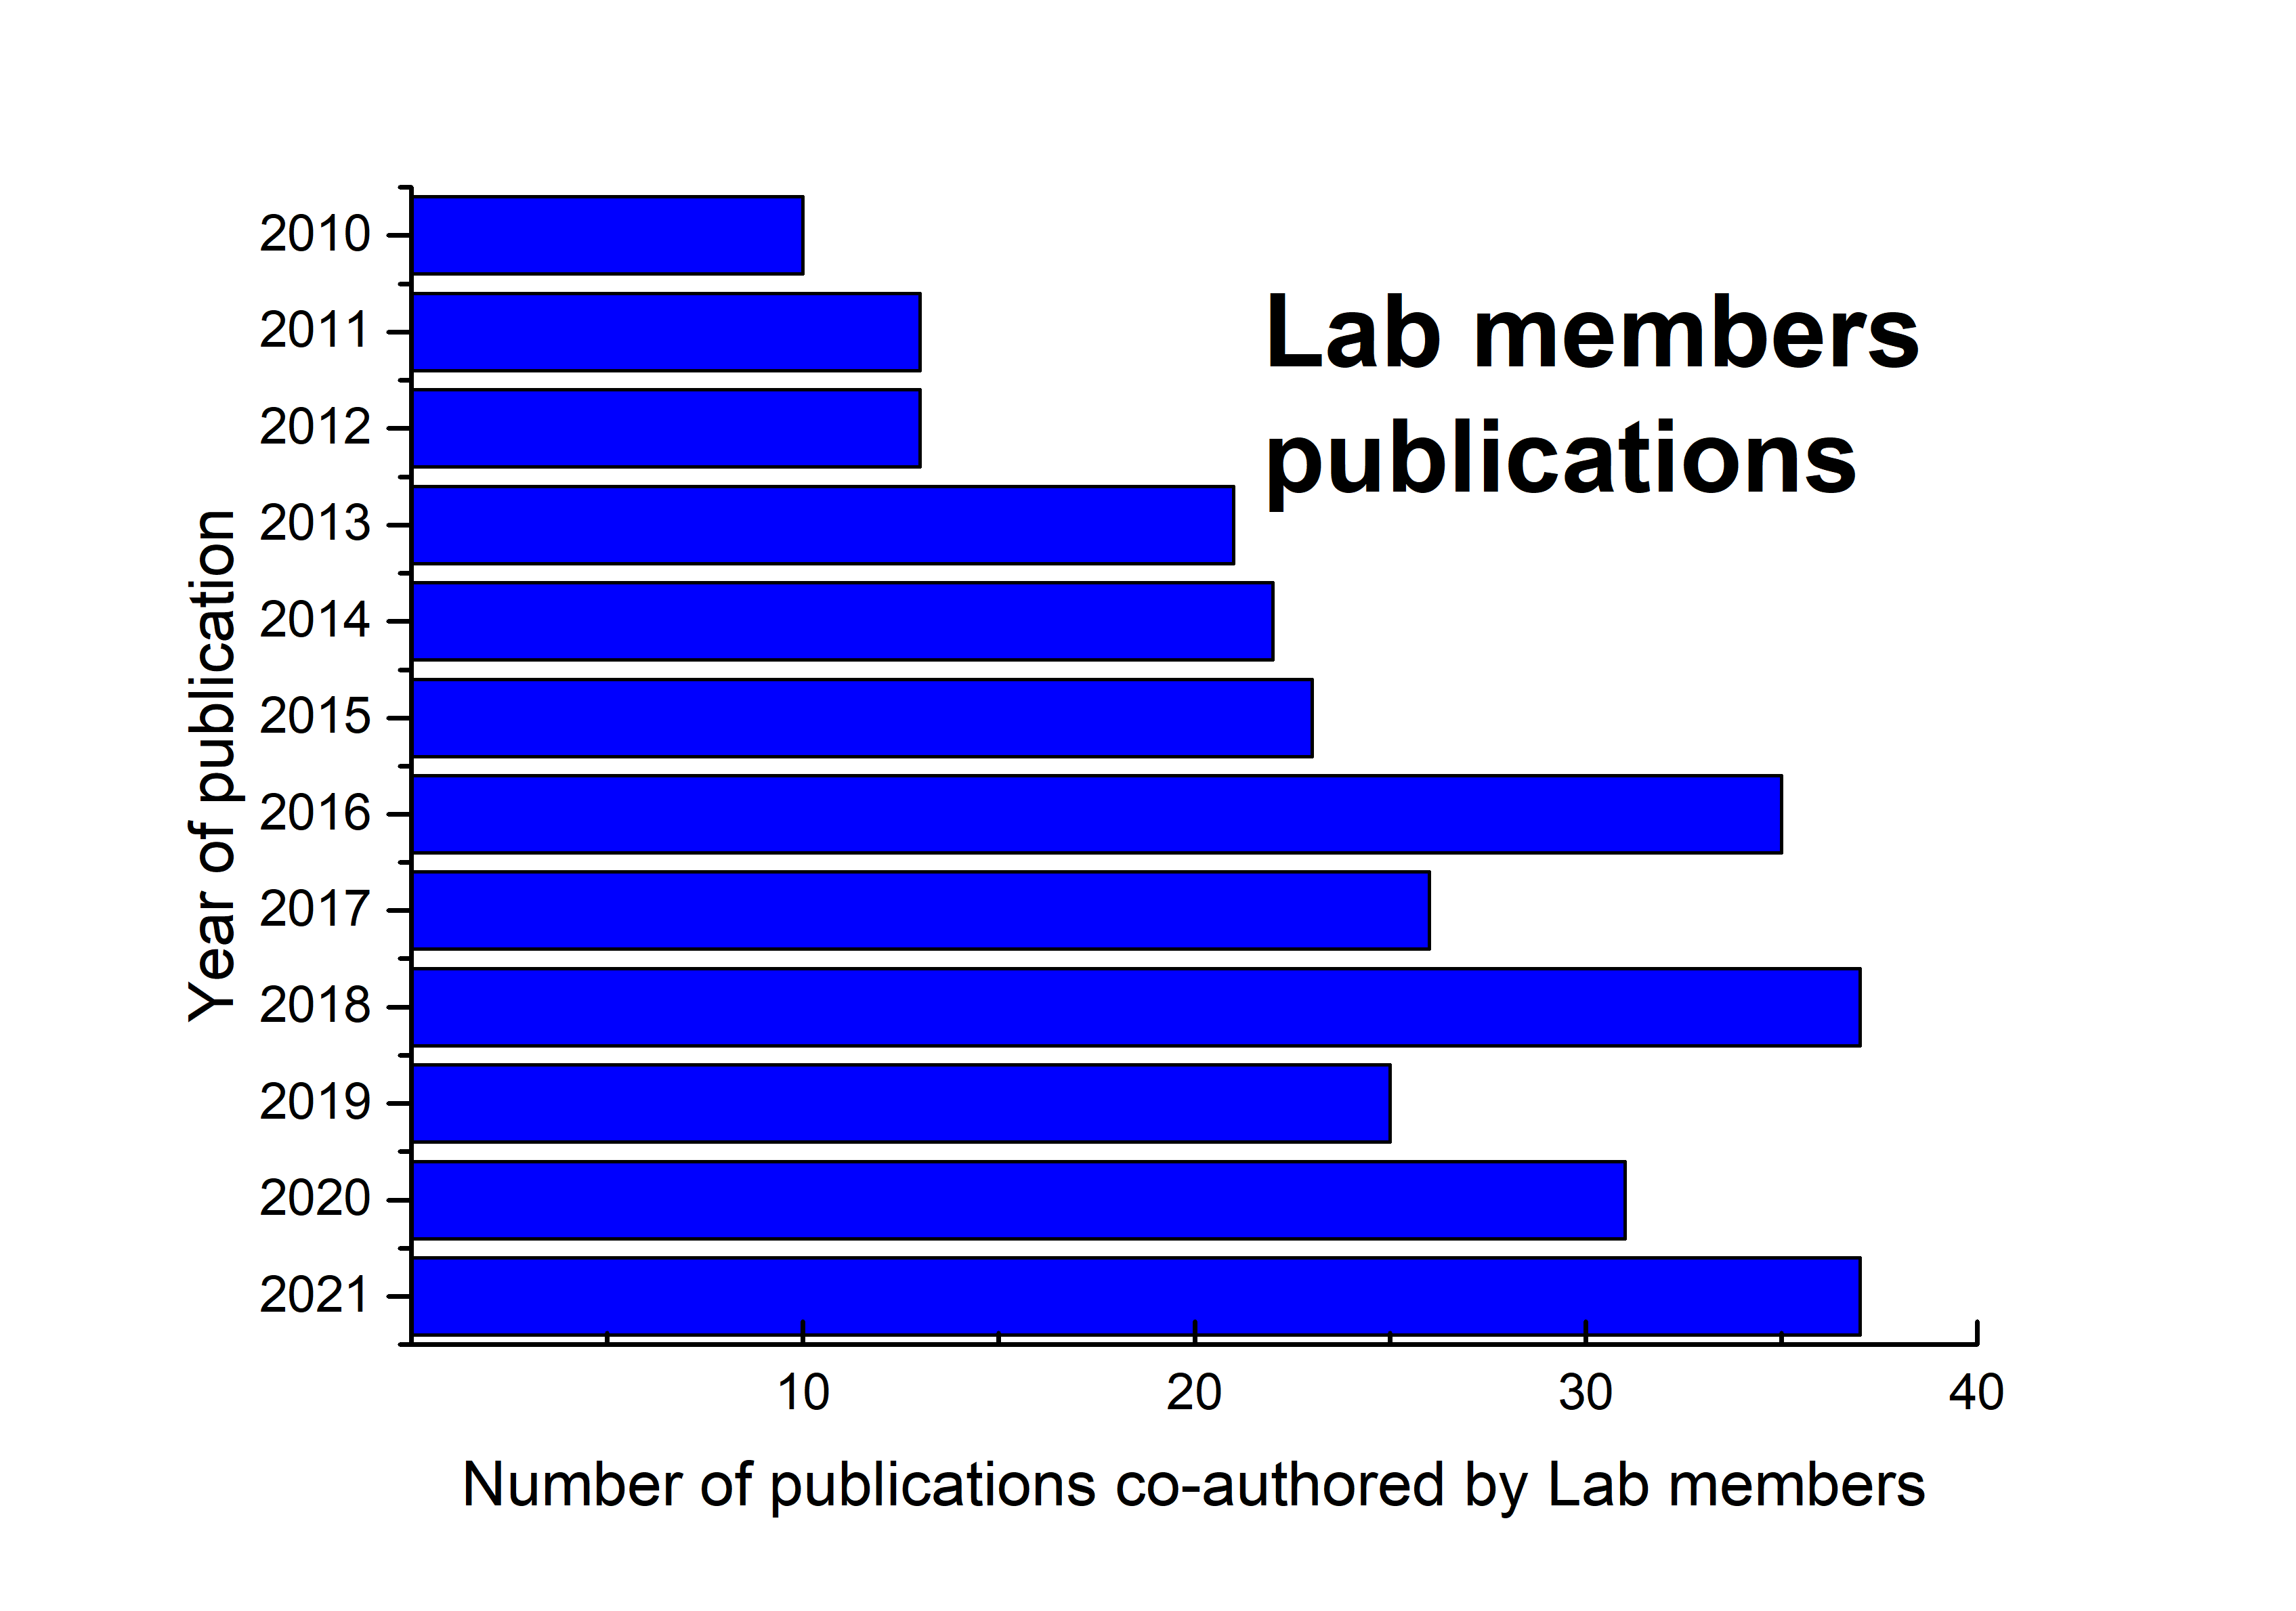 Lab members
publications
Year of publication
2010
2011
2012
2013
2014
2015
2016
2017
2018
2019
2020
2021
10 20 30 40
Number of publications co-authored by Lab members